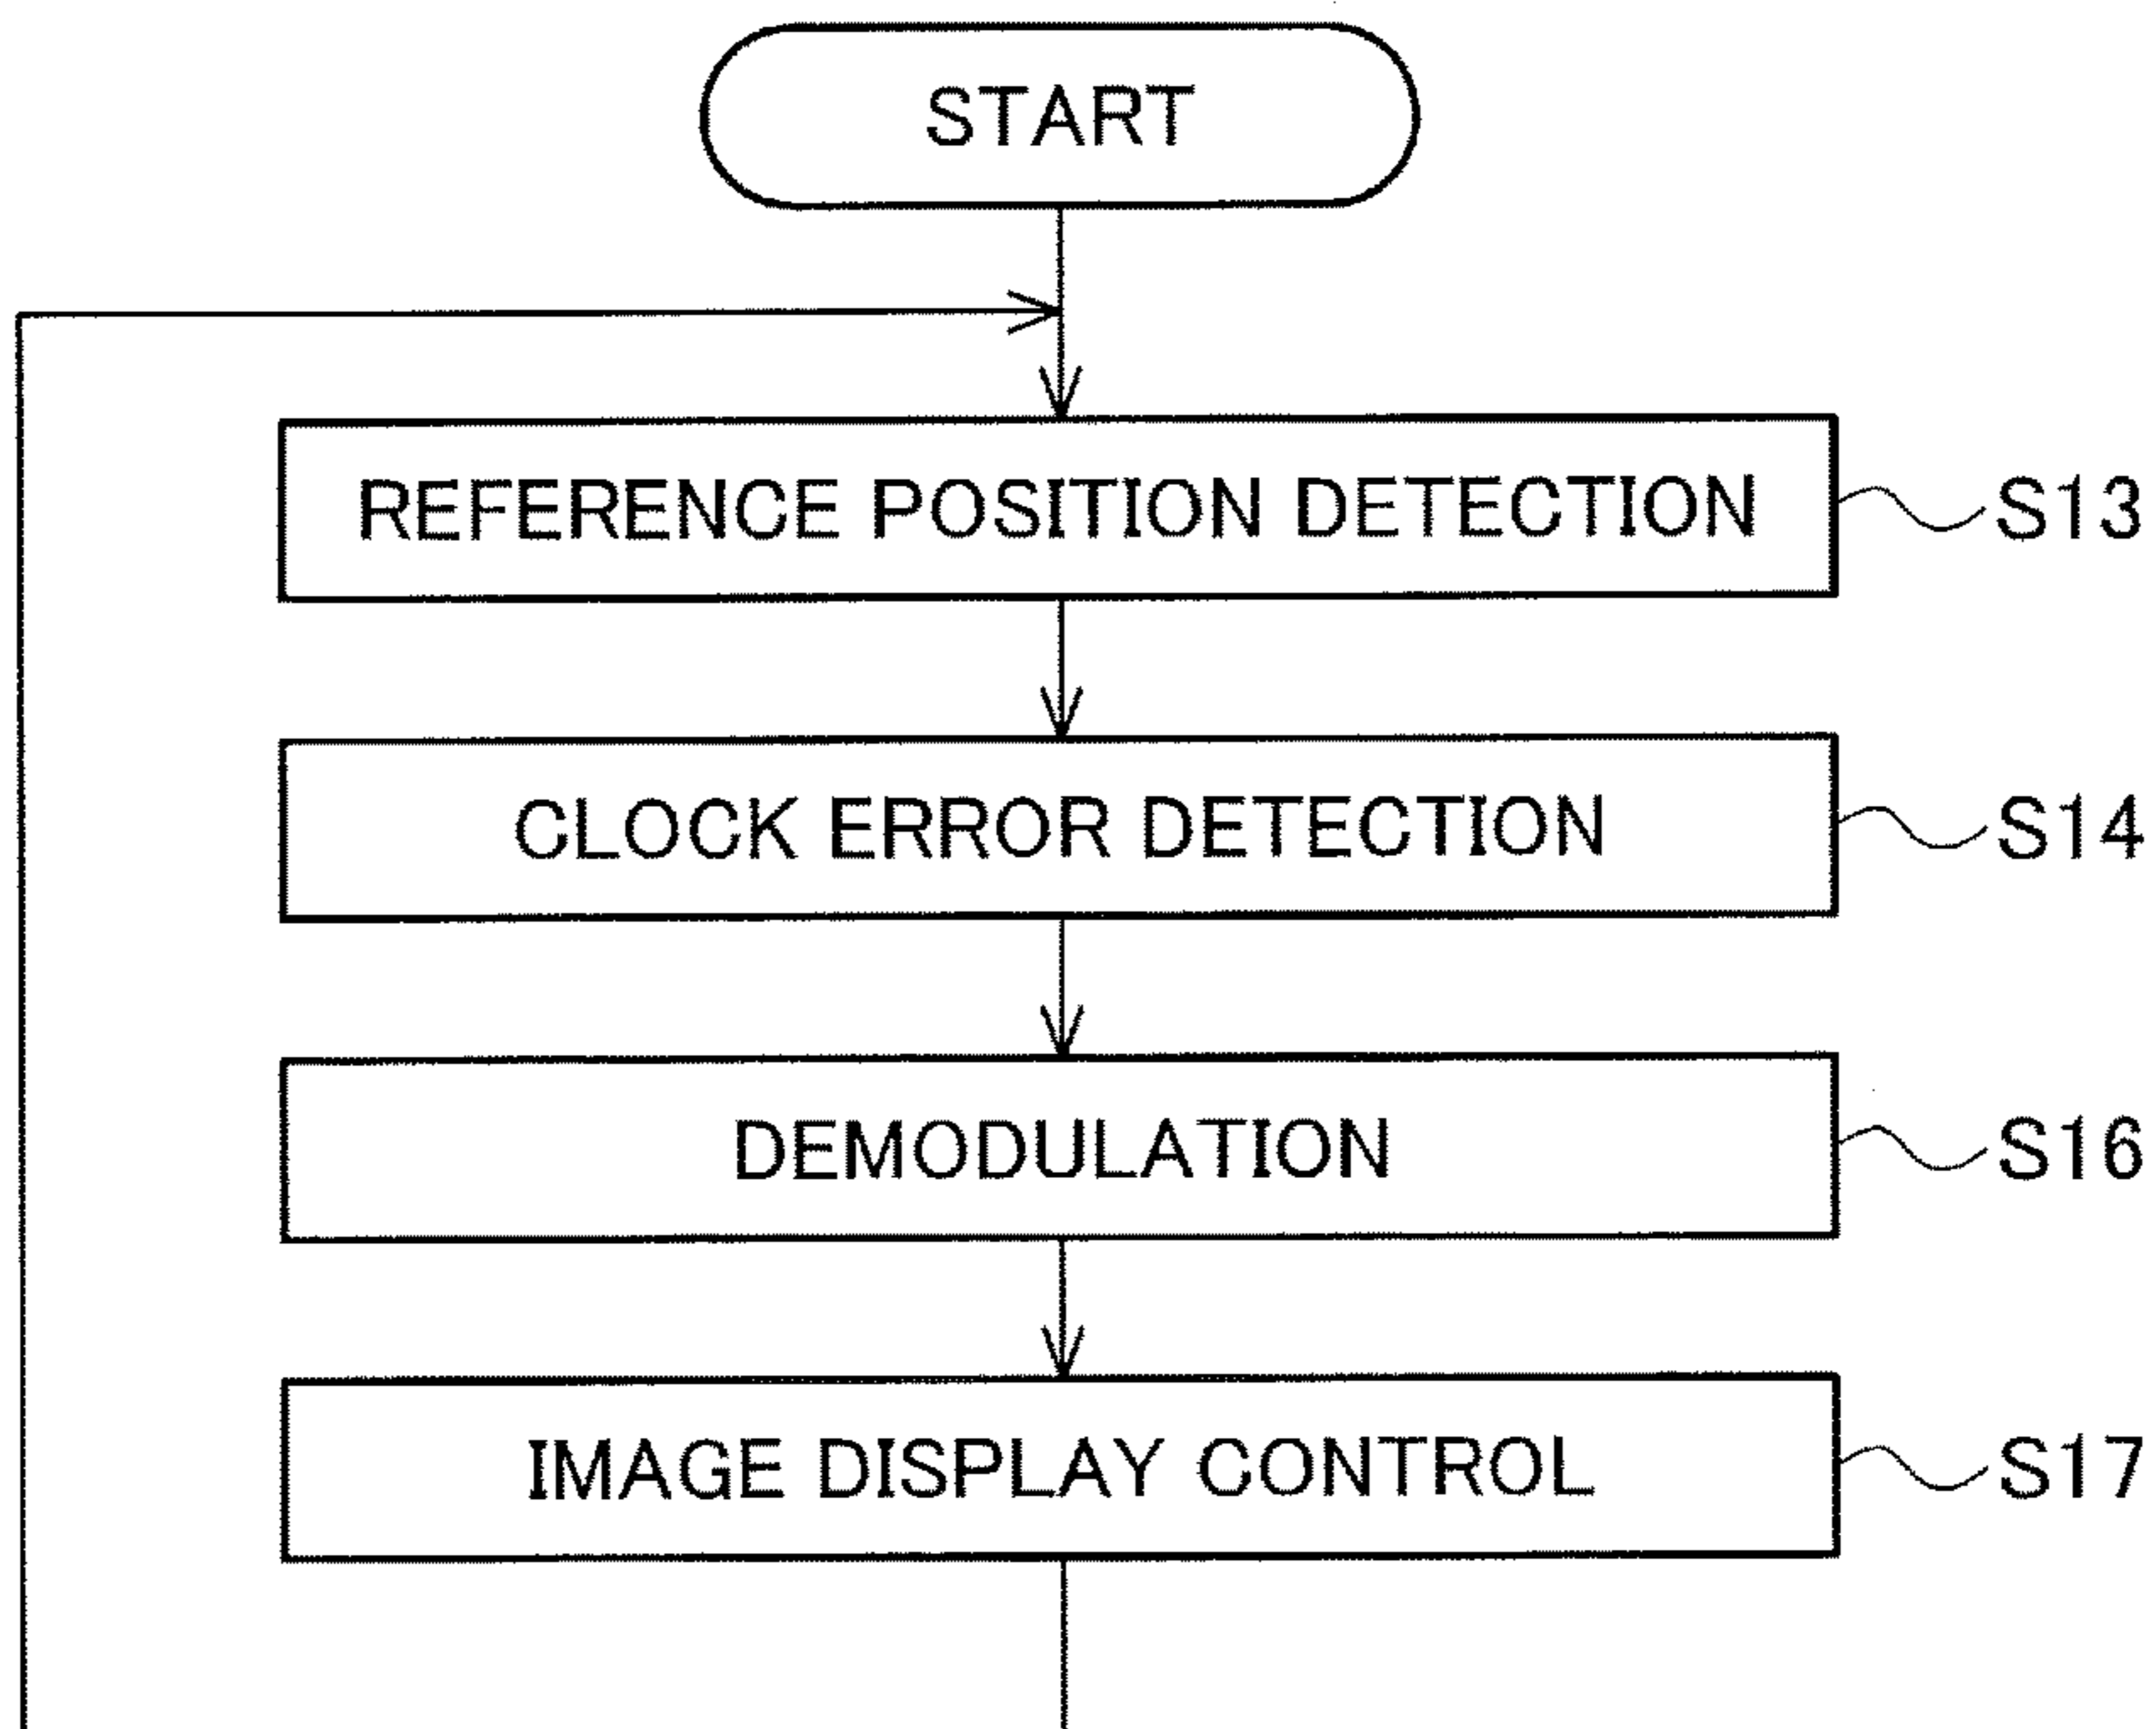 START
REFERENCE POSITION DETECTION S13
CLOCK ERROR DETECTION S14
DEMODULATION S16
IMAGE DISPLAY CONTROL S17